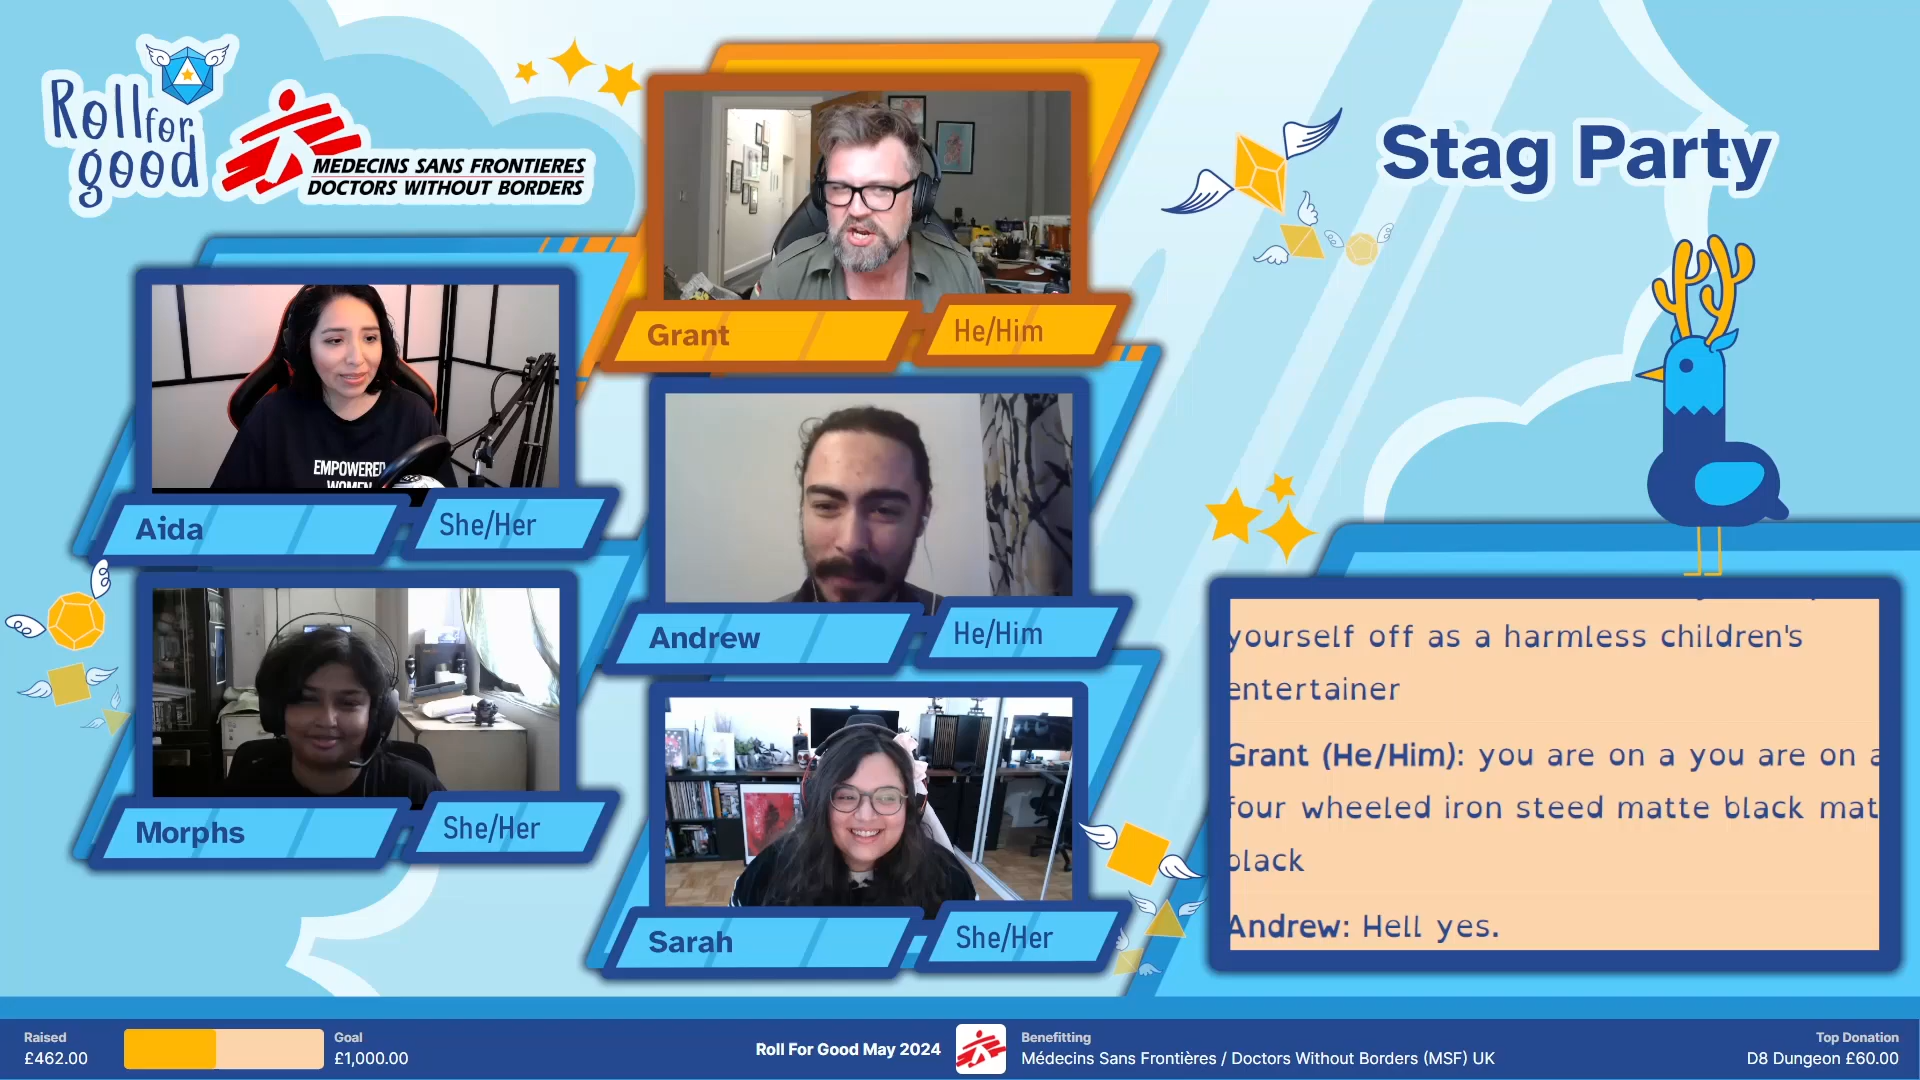 Roll for good
MEDECINS SANS FRONTIERES
DOCTORS WITHOUT BORDERS
Stag Party
Grant
He/Him
EMPOWERED
WOMEN
Aida
She/Her
Andrew
He/Him
Morphs
She/Her
Sarah
She/Her
yourself off as a harmless children's
entertainer
Grant (He/Him): you are on a you are on a
four wheeled iron steed matte black mat
black
Andrew: Hell yes.
Raised
£462.00
Goal
£1,000.00
Roll For Good May 2024
Benefitting
Médecins Sans Frontières / Doctors Without Borders (MSF) UK
Top Donation
D8 Dungeon £60.00